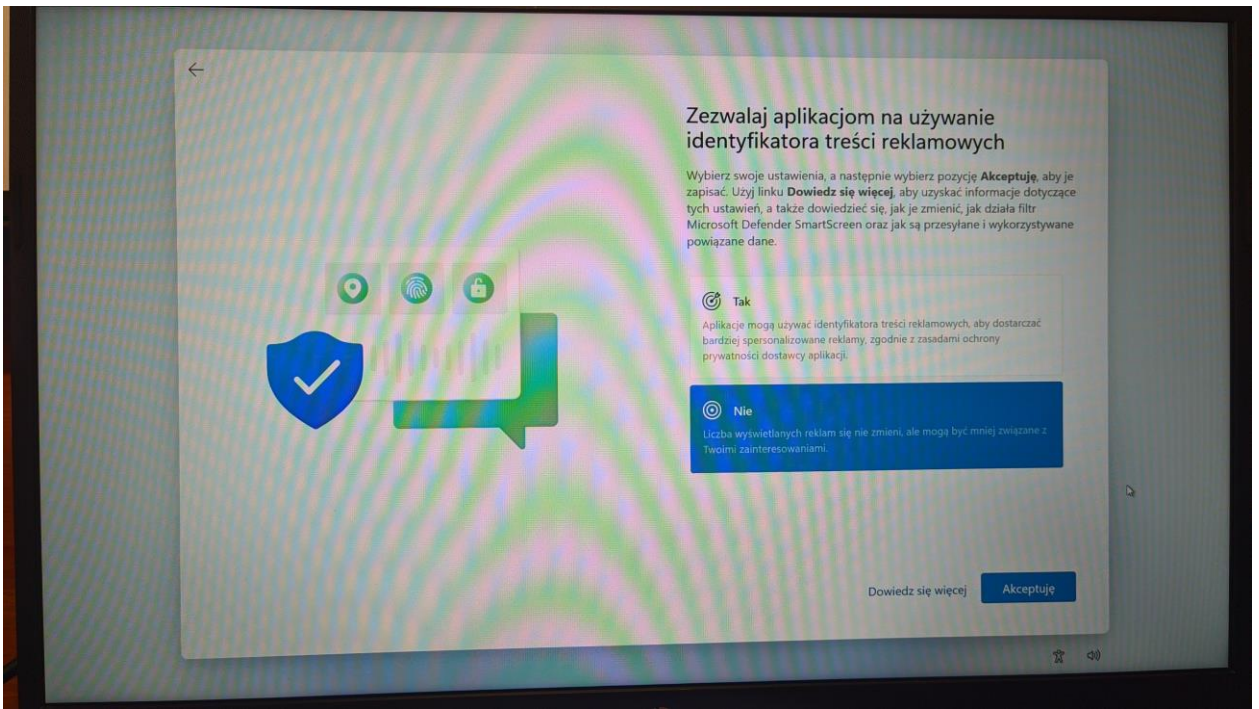 Zezwalaj aplikacjom na używanie
identyfikatora treści reklamowych
Wybierz swoje ustawienia, a następnie wybierz pozycję Akceptuję, aby je
zapisać. Użyj linku Dowiedz się więcej, aby uzyskać informacje dotyczące
tych ustawień, a także dowiedzieć się, jak je zmienić, jak działa filtr
Microsoft Defender SmartScreen oraz jak są przesyłane i wykorzystywane
powiązane dane.
Tak
Aplikacje mogą używać identyfikatora treści reklamowych, aby dostarczać
bardziej spersonalizowane reklamy, zgodnie z zasadami ochrony
prywatności dostawcy aplikacji.
Nie
Liczba wyświetlanych reklam się nie zmieni, ale mogą być mniej związane z
Twoimi zainteresowaniami.
Dowiedz się więcej
Akceptuję